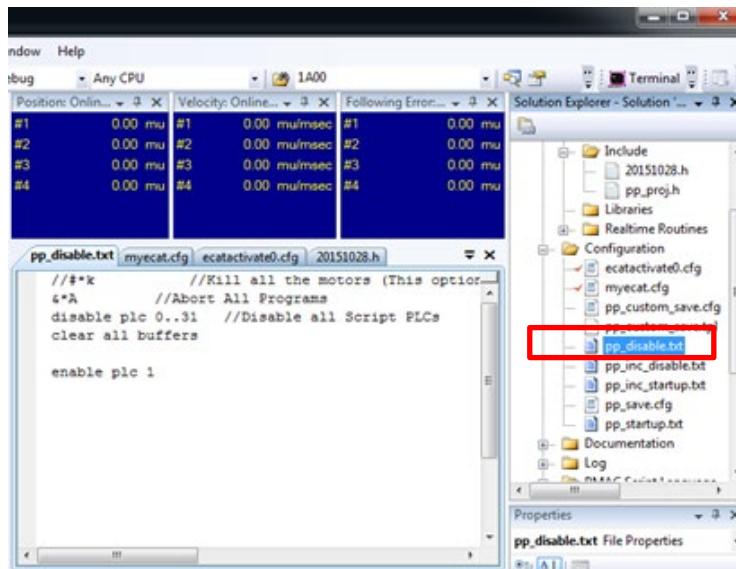 ndow Help
ebug Any CPU 1A00 Terminal
Position: Onlin... Velocity: Online... Following Error:... Solution Explorer - Solution '...
#1 0.00 mu #1 0.00 mu/msec #1 0.00 mu
#2 0.00 mu #2 0.00 mu/msec #2 0.00 mu
#3 0.00 mu #3 0.00 mu/msec #3 0.00 mu
#4 0.00 mu #4 0.00 mu/msec #4 0.00 mu
pp_disable.txt myecat.cfg ecatactivate0.cfg 20151028.h
//#*k //Kill all the motors (This option
&*A //Abort All Programs
disable plc 0..31 //Disable all Script PLCs
clear all buffers
enable plc 1
Include
20151028.h
pp_proj.h
Libraries
Realtime Routines
Configuration
ecatactivate0.cfg
myecat.cfg
pp_custom_save.cfg
pp_custom_save.tpl
pp_disable.txt
pp_inc_disable.txt
pp_inc_startup.txt
pp_save.cfg
pp_startup.txt
Documentation
Log
PMAC Script Language
Properties
pp_disable.txt File Properties